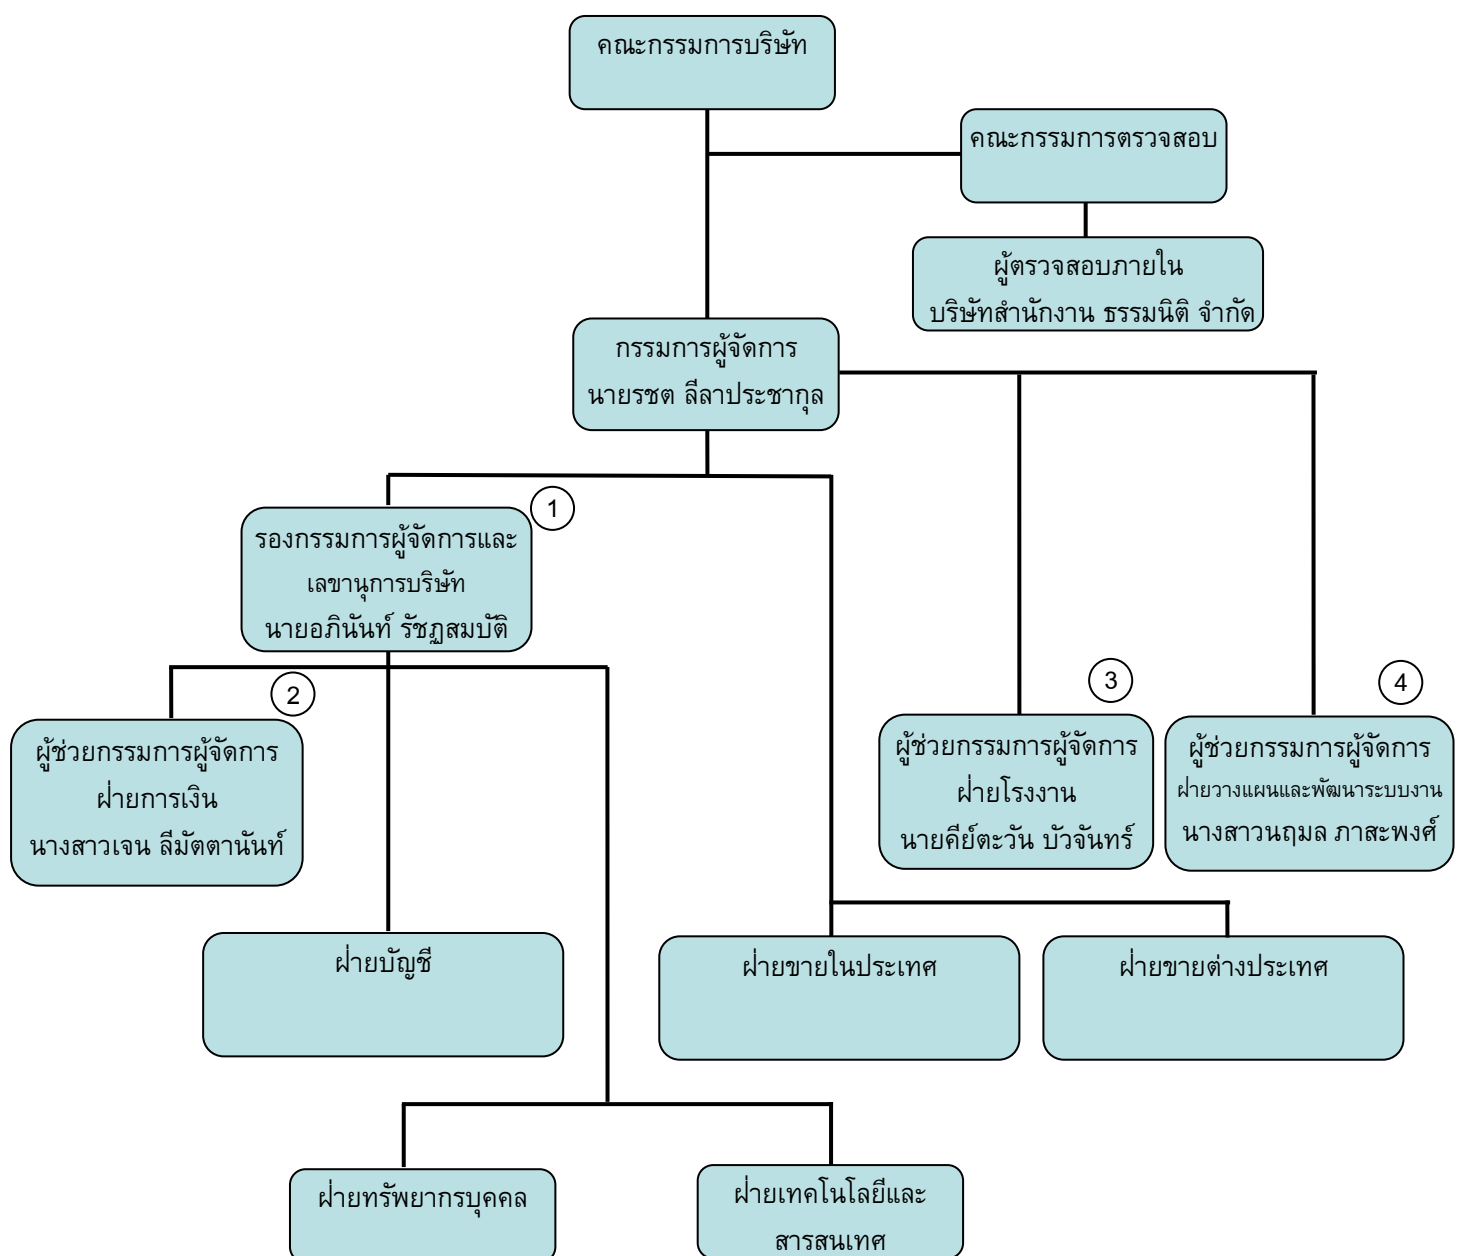 คณะกรรมการบริษัท
คณะกรรมการตรวจสอบ
ผู้ตรวจสอบภายใน
บริษัทสำนักงาน ธรรมนิติ จำกัด
กรรมการผู้จัดการ
นายรชต ลีลาประชากุล
1
รองกรรมการผู้จัดการและ
เลขานุการบริษัท
นายอภินันท์ รัชฎสมบัติ
2
ผู้ช่วยกรรมการผู้จัดการ
ฝ่ายการเงิน
นางสาวเจน ลีมัตตานันท์
3
ผู้ช่วยกรรมการผู้จัดการ
ฝ่ายโรงงาน
นายคีย์ตะวัน บัวจันทร์
4
ผู้ช่วยกรรมการผู้จัดการ
ฝ่ายวางแผนและพัฒนาระบบงาน
นางสาวนฤมล ภาสะพงศ์
ฝ่ายบัญชี
ฝ่ายขายในประเทศ
ฝ่ายขายต่างประเทศ
ฝ่ายทรัพยากรบุคคล
ฝ่ายเทคโนโลยีและ
สารสนเทศ